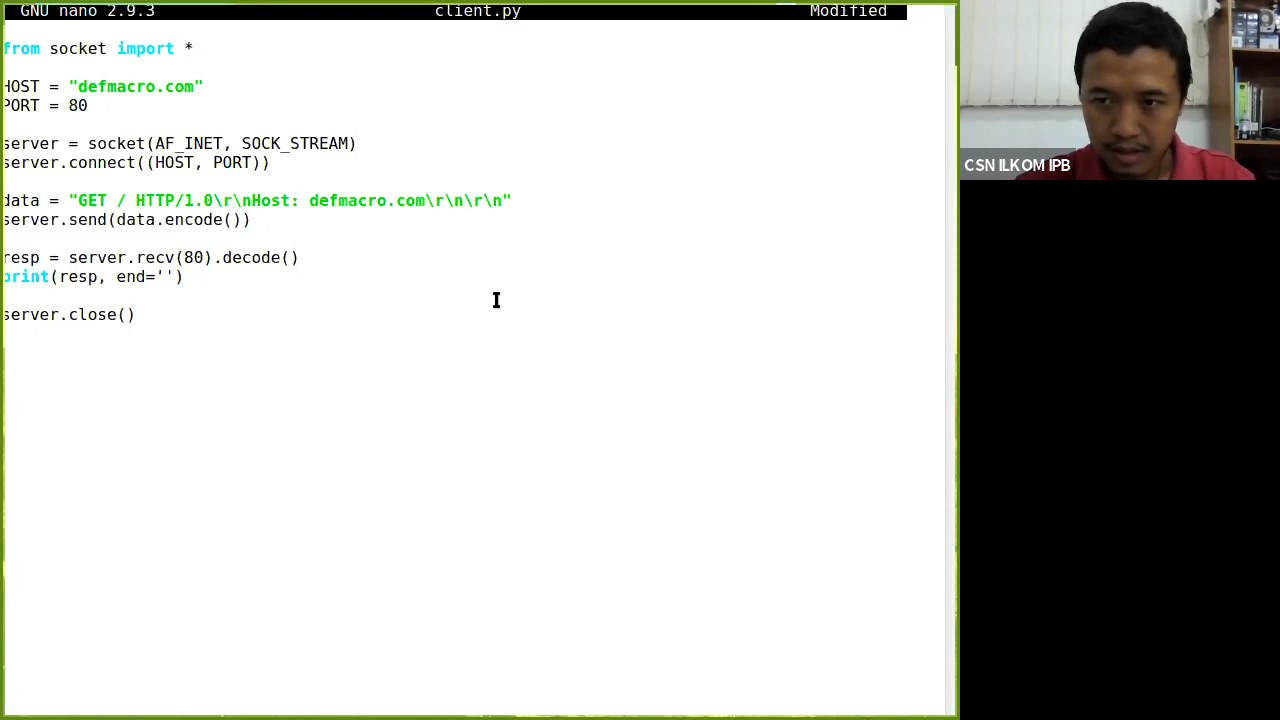 GNU nano 2.9.3 client.py Modified
from socket import *
HOST = "defmacro.com"
PORT = 80
server = socket(AF_INET, SOCK_STREAM)
server.connect((HOST, PORT))
data = "GET / HTTP/1.0\r\nHost: defmacro.com\r\n\r\n"
server.send(data.encode())
resp = server.recv(80).decode()
print(resp, end='')
server.close()
CSN ILKOM IPB